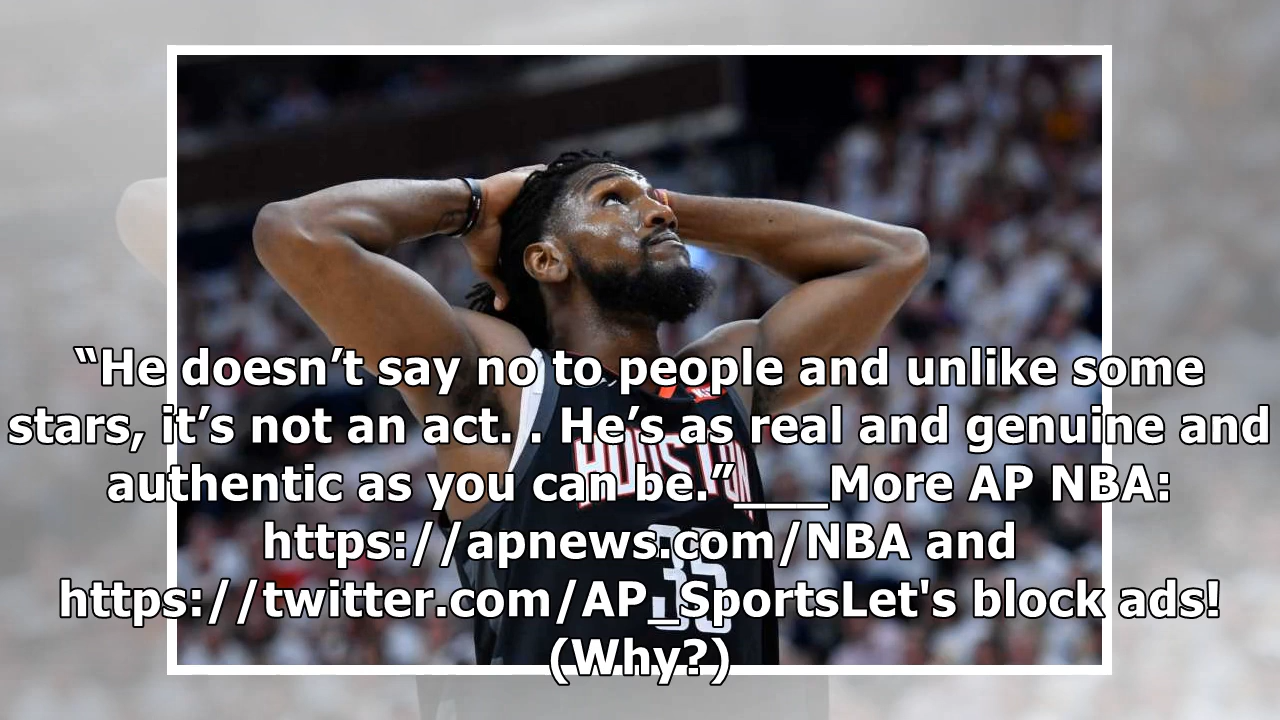 “He doesn’t say no to people and unlike some
stars, it’s not an act. . He’s as real and genuine and
authentic as you can be.”___More AP NBA:
https://apnews.com/NBA and
https://twitter.com/AP_SportsLet's block ads!
(Why?)
HOUSTON
35